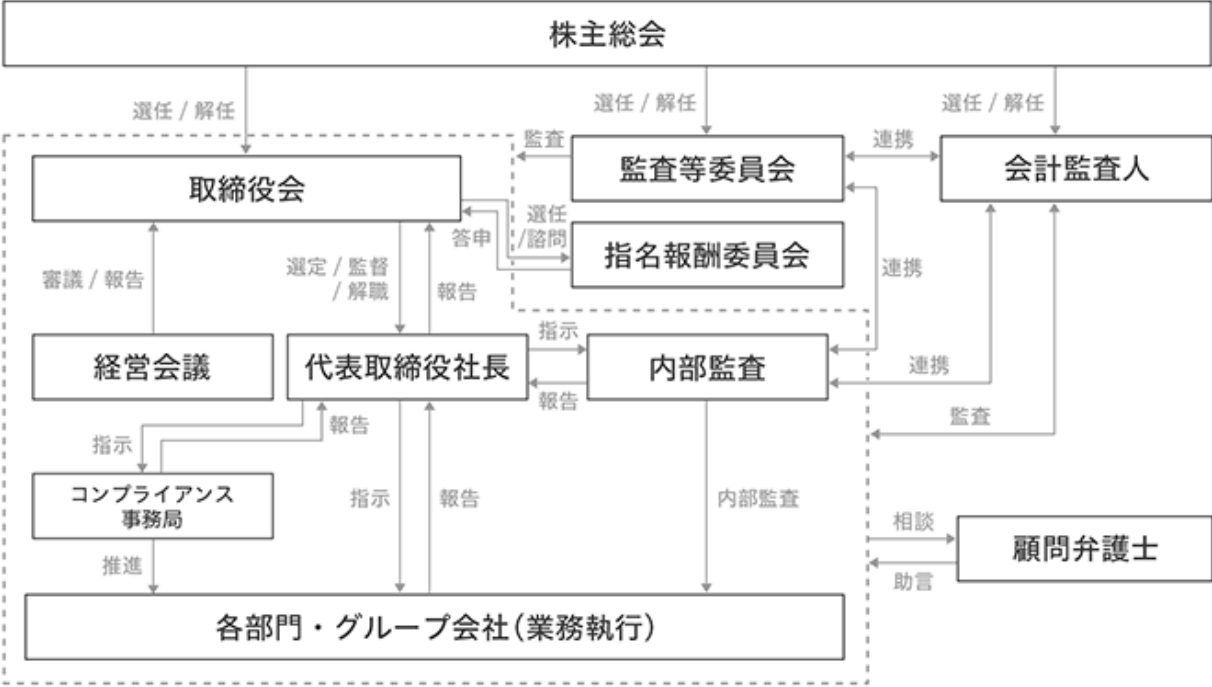 株主総会
選任 / 解任
選任 / 解任
選任 / 解任
監査
監査等委員会
連携
会計監査人
取締役会
選任
/諮問
答申
指名報酬委員会
審議 / 報告
選定 / 監督
/ 解職
報告
連携
経営会議
代表取締役社長
指示
報告
内部監査
連携
監査
指示
報告
コンプライアンス
事務局
指示
報告
内部監査
相談
助言
顧問弁護士
推進
各部門・グループ会社(業務執行)